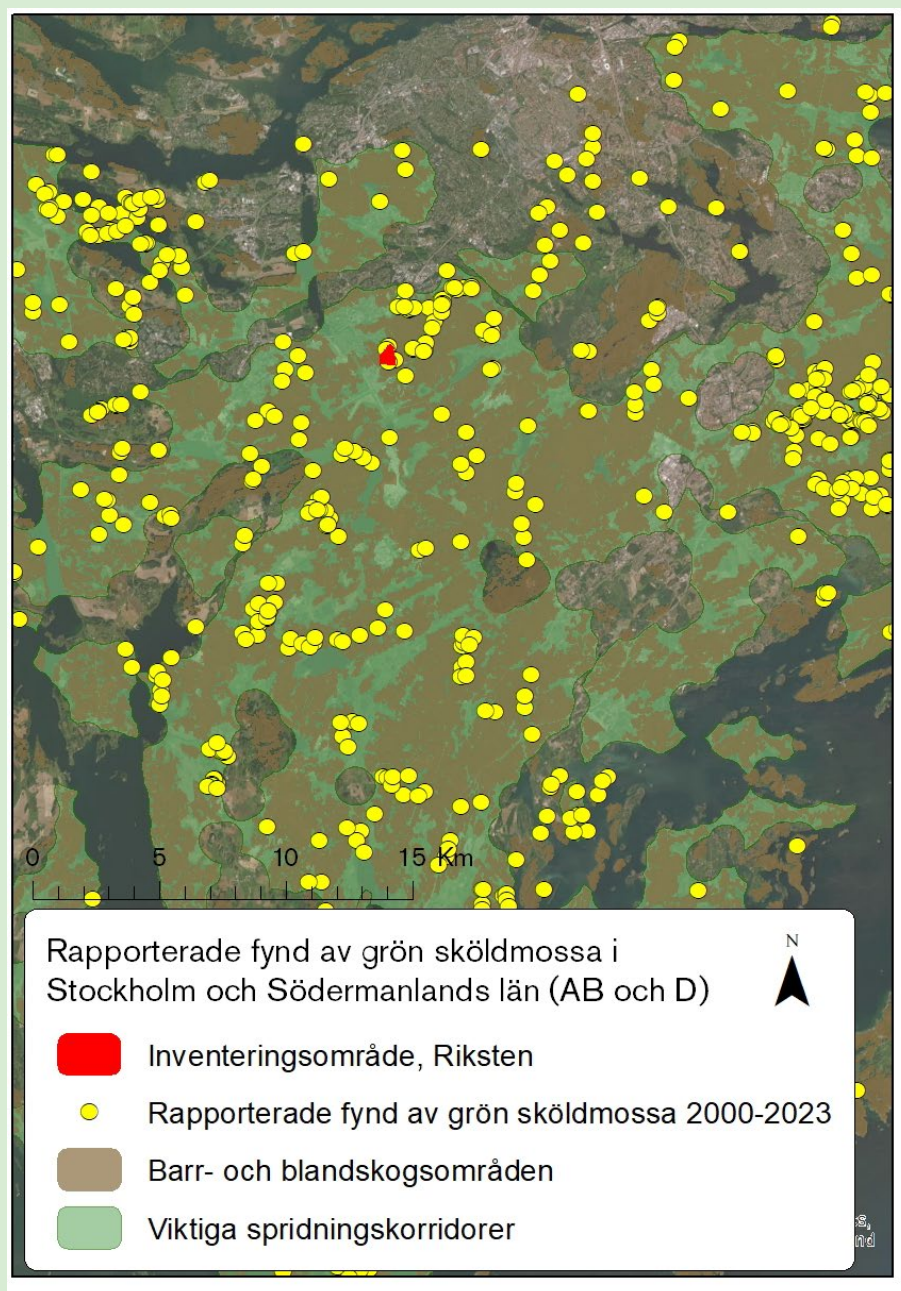 0 5 10 15 Km
Rapporterade fynd av grön sköldmossa i
Stockholm och Södermanlands län (AB och D)
N
Inventeringsområde, Riksten
Rapporterade fynd av grön sköldmossa 2000-2023
Barr- och blandskogsområden
Viktiga spridningskorridorer